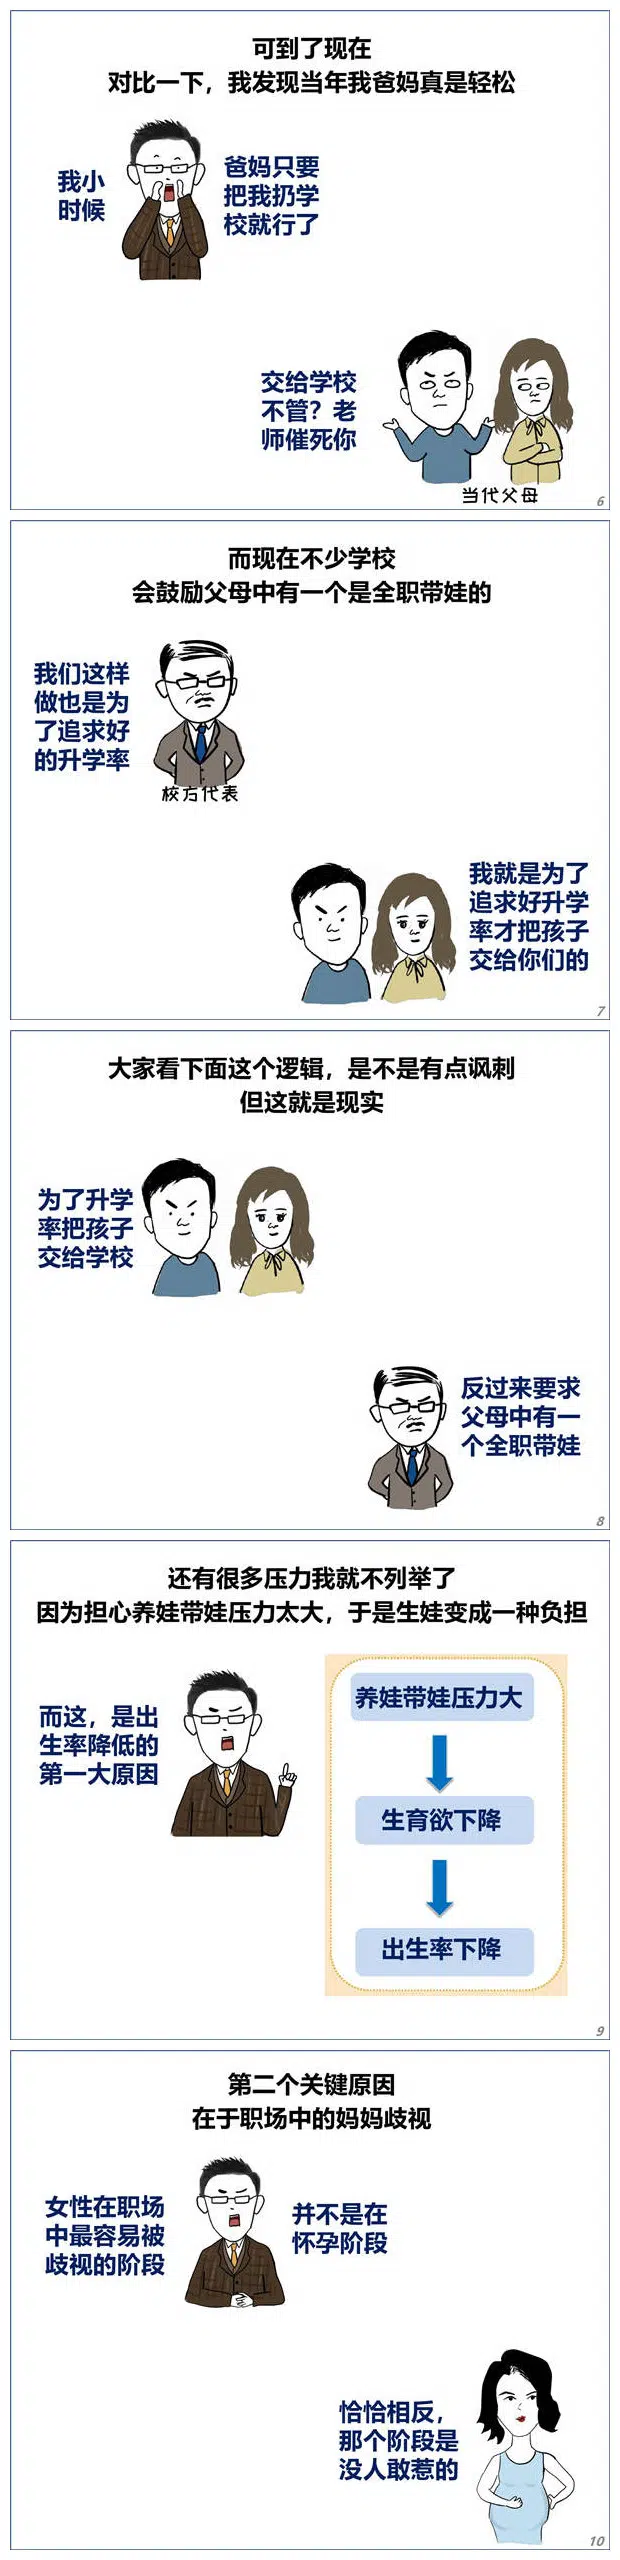 可到了现在
对比一下，我发现当年我爸妈真是轻松
我小
时候
爸妈只要
把我扔学
校就行了
交给学校
不管？老
师催死你
当代父母
6
而现在不少学校
会鼓励父母中有一个是全职带娃的
我们这样
做也是为
了追求好
的升学率
校方代表
我就是为了
追求好升学
率才把孩子
交给你们的
7
大家看下面这个逻辑，是不是有点讽刺
但这就是现实
为了升学
率把孩子
交给学校
反过来要求
父母中有一
个全职带娃
8
还有很多压力我就不列举了
因为担心养娃带娃压力太大，于是生娃变成一种负担
而这，是出
生率降低的
第一大原因
养娃带娃压力大
生育欲下降
出生率下降
9
第二个关键原因
在于职场中的妈妈歧视
女性在职场
中最容易被
歧视的阶段
并不是在
怀孕阶段
恰恰相反，
那个阶段是
没人敢惹的
10